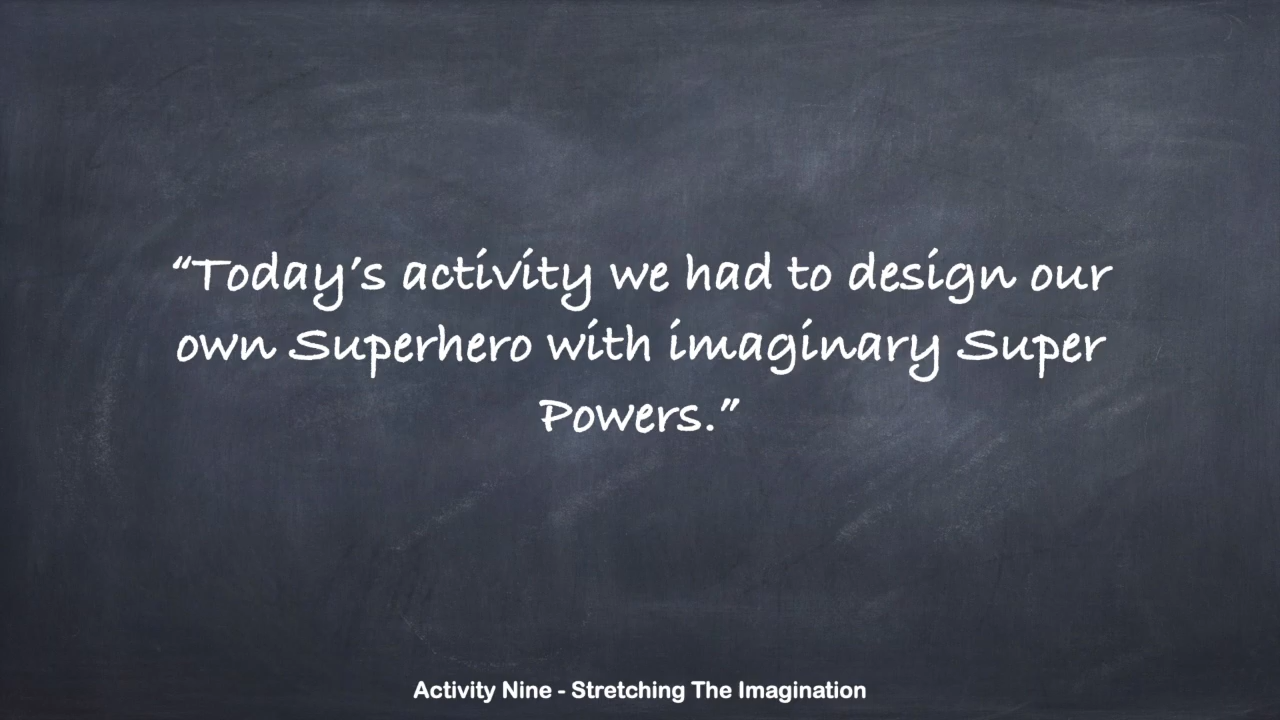 “Today’s activity we had to design our
own Superhero with imaginary Super
Powers.”
Activity Nine - Stretching The Imagination